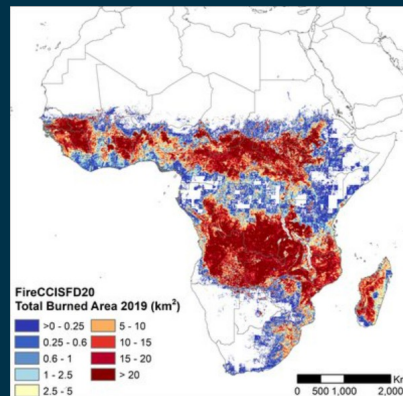 FireCCISFD20
Total Burned Area 2019 (km²)
>0 - 0.25
0.25 - 0.6
0.6 - 1
1 - 2.5
2.5 - 5
5 - 10
10 - 15
15 - 20
> 20
Km
0 500 1,000 2,000